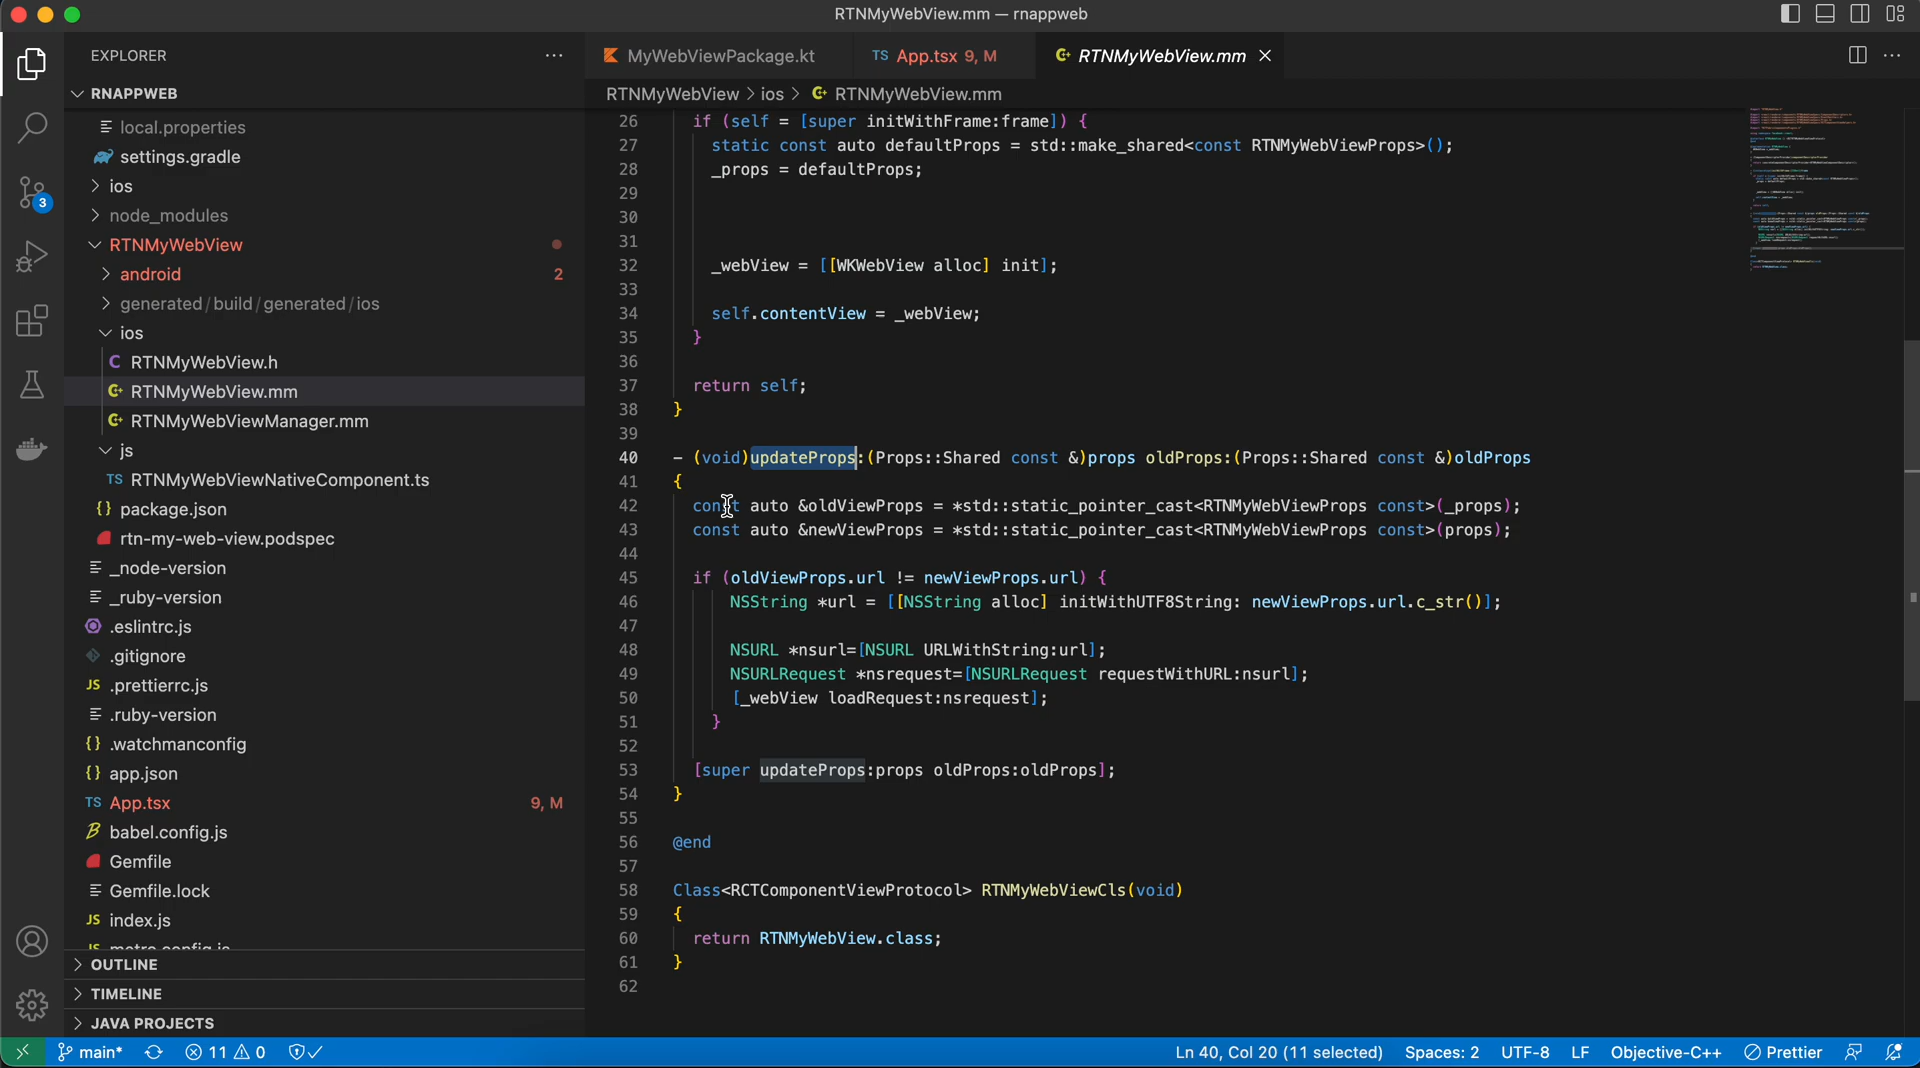 RTNMyWebView.mm — rnappweb
EXPLORER
RNAPPWEB
local.properties
settings.gradle
ios
node_modules
RTNMyWebView
android 2
generated/build/generated/ios
ios
RTNMyWebView.h
RTNMyWebView.mm
RTNMyWebViewManager.mm
js
TS RTNMyWebViewNativeComponent.ts
{} package.json
rtn-my-web-view.podspec
_node-version
_ruby-version
.eslintrc.js
.gitignore
JS .prettierrc.js
.ruby-version
{} .watchmanconfig
{} app.json
TS App.tsx 9, M
babel.config.js
Gemfile
Gemfile.lock
JS index.js
JS metro.config.js
OUTLINE
TIMELINE
JAVA PROJECTS
3
MyWebViewPackage.kt
TS App.tsx 9, M
RTNMyWebView.mm
RTNMyWebView > ios > RTNMyWebView.mm
26 if (self = [super initWithFrame:frame]) {
27 static const auto defaultProps = std::make_shared<const RTNMyWebViewProps>();
28 _props = defaultProps;
29
30
31
32 _webView = [[WKWebView alloc] init];
33
34 self.contentView = _webView;
35 }
36
37 return self;
38 }
39
40 - (void)updateProps:(Props::Shared const &)props oldProps:(Props::Shared const &)oldProps
41 {
42 const auto &oldViewProps = *std::static_pointer_cast<RTNMyWebViewProps const>(_props);
43 const auto &newViewProps = *std::static_pointer_cast<RTNMyWebViewProps const>(props);
44
45 if (oldViewProps.url != newViewProps.url) {
46 NSString *url = [[NSString alloc] initWithUTF8String: newViewProps.url.c_str()];
47
48 NSURL *nsurl=[NSURL URLWithString:url];
49 NSURLRequest *nsrequest=[NSURLRequest requestWithURL:nsurl];
50 [_webView loadRequest:nsrequest];
51 }
52
53 [super updateProps:props oldProps:oldProps];
54 }
55
56 @end
57
58 Class<RCTComponentViewProtocol> RTNMyWebViewCls(void)
59 {
60 return RTNMyWebView.class;
61 }
62
main* 11 0 Ln 40, Col 20 (11 selected) Spaces: 2 UTF-8 LF Objective-C++ Prettier